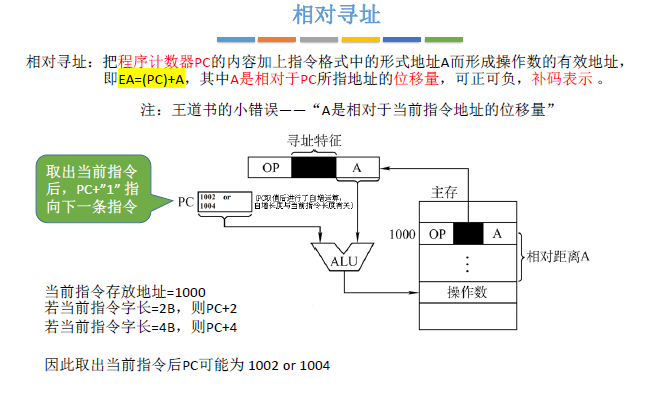 相对寻址
相对寻址：把程序计数器PC的内容加上指令格式中的形式地址A而形成操作数的有效地址，
即EA=(PC)+A，其中A是相对于PC所指地址的位移量，可正可负，补码表示 。
注：王道书的小错误——“A是相对于当前指令地址的位移量”
寻址特征
OP A
取出当前指令
后，PC+”1” 指
向下一条指令
PC
1002 or
1004
(PC取值后进行了自增运算,
自增长度与当前指令长度有关)
主存
1000
OP A
相对距离A
ALU
操作数
当前指令存放地址=1000
若当前指令字长=2B，则PC+2
若当前指令字长=4B，则PC+4
因此取出当前指令后PC可能为 1002 or 1004